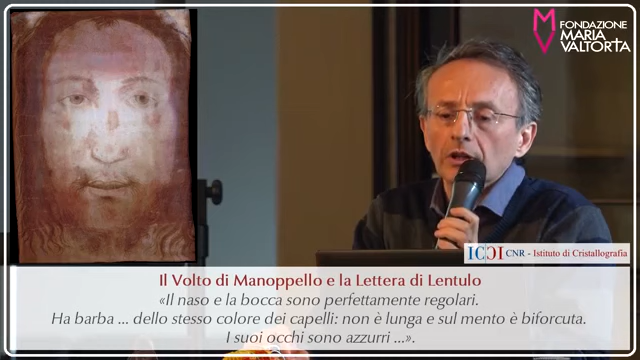 FONDAZIONE
MARIA
VALTORTA
IC CNR - Istituto di Cristallografia
Il Volto di Manoppello e la Lettera di Lentulo
«Il naso e la bocca sono perfettamente regolari.
Ha barba ... dello stesso colore dei capelli: non è lunga e sul mento è biforcuta.
I suoi occhi sono azzurri ...».